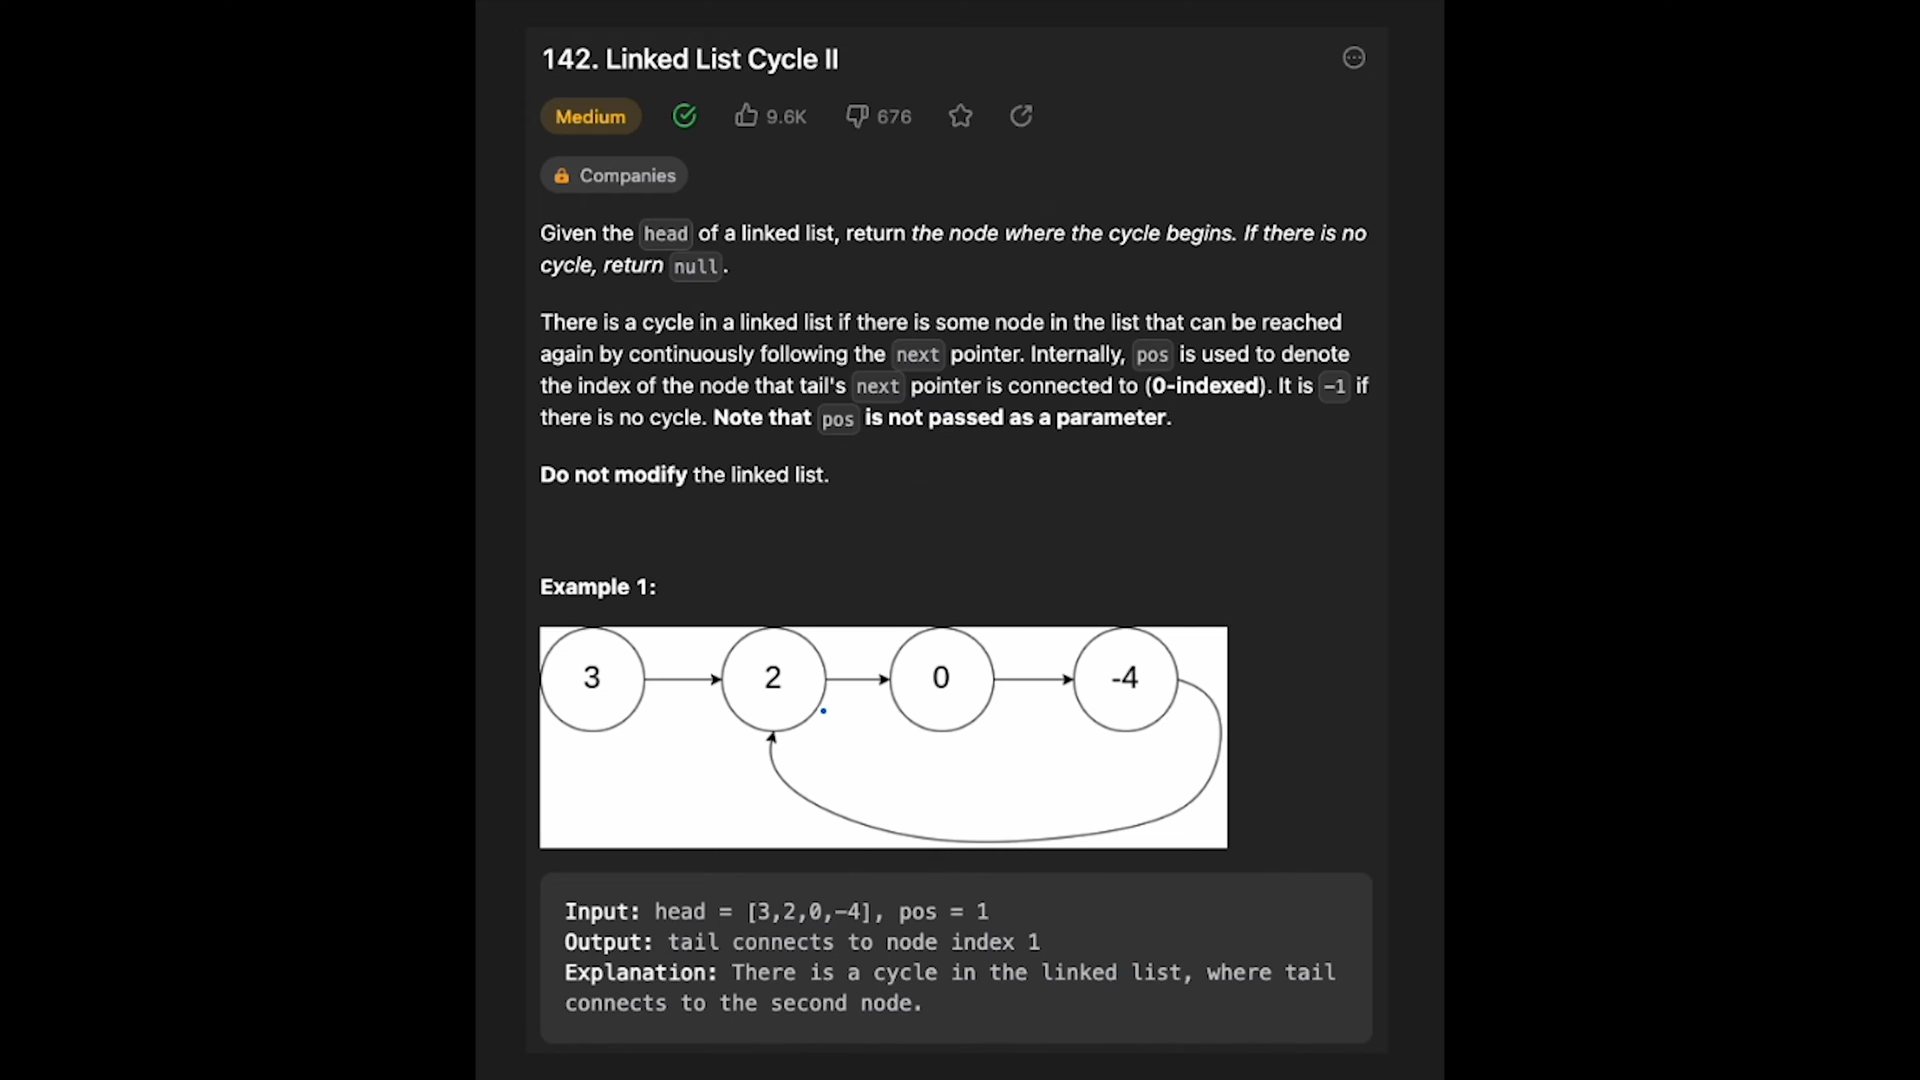 142. Linked List Cycle II
Medium 9.6K 676
Companies
Given the head of a linked list, return the node where the cycle begins. If there is no
cycle, return null.
There is a cycle in a linked list if there is some node in the list that can be reached
again by continuously following the next pointer. Internally, pos is used to denote
the index of the node that tail's next pointer is connected to (0-indexed). It is -1 if
there is no cycle. Note that pos is not passed as a parameter.
Do not modify the linked list.
Example 1:
3 2 0 -4
Input: head = [3,2,0,-4], pos = 1
Output: tail connects to node index 1
Explanation: There is a cycle in the linked list, where tail
connects to the second node.